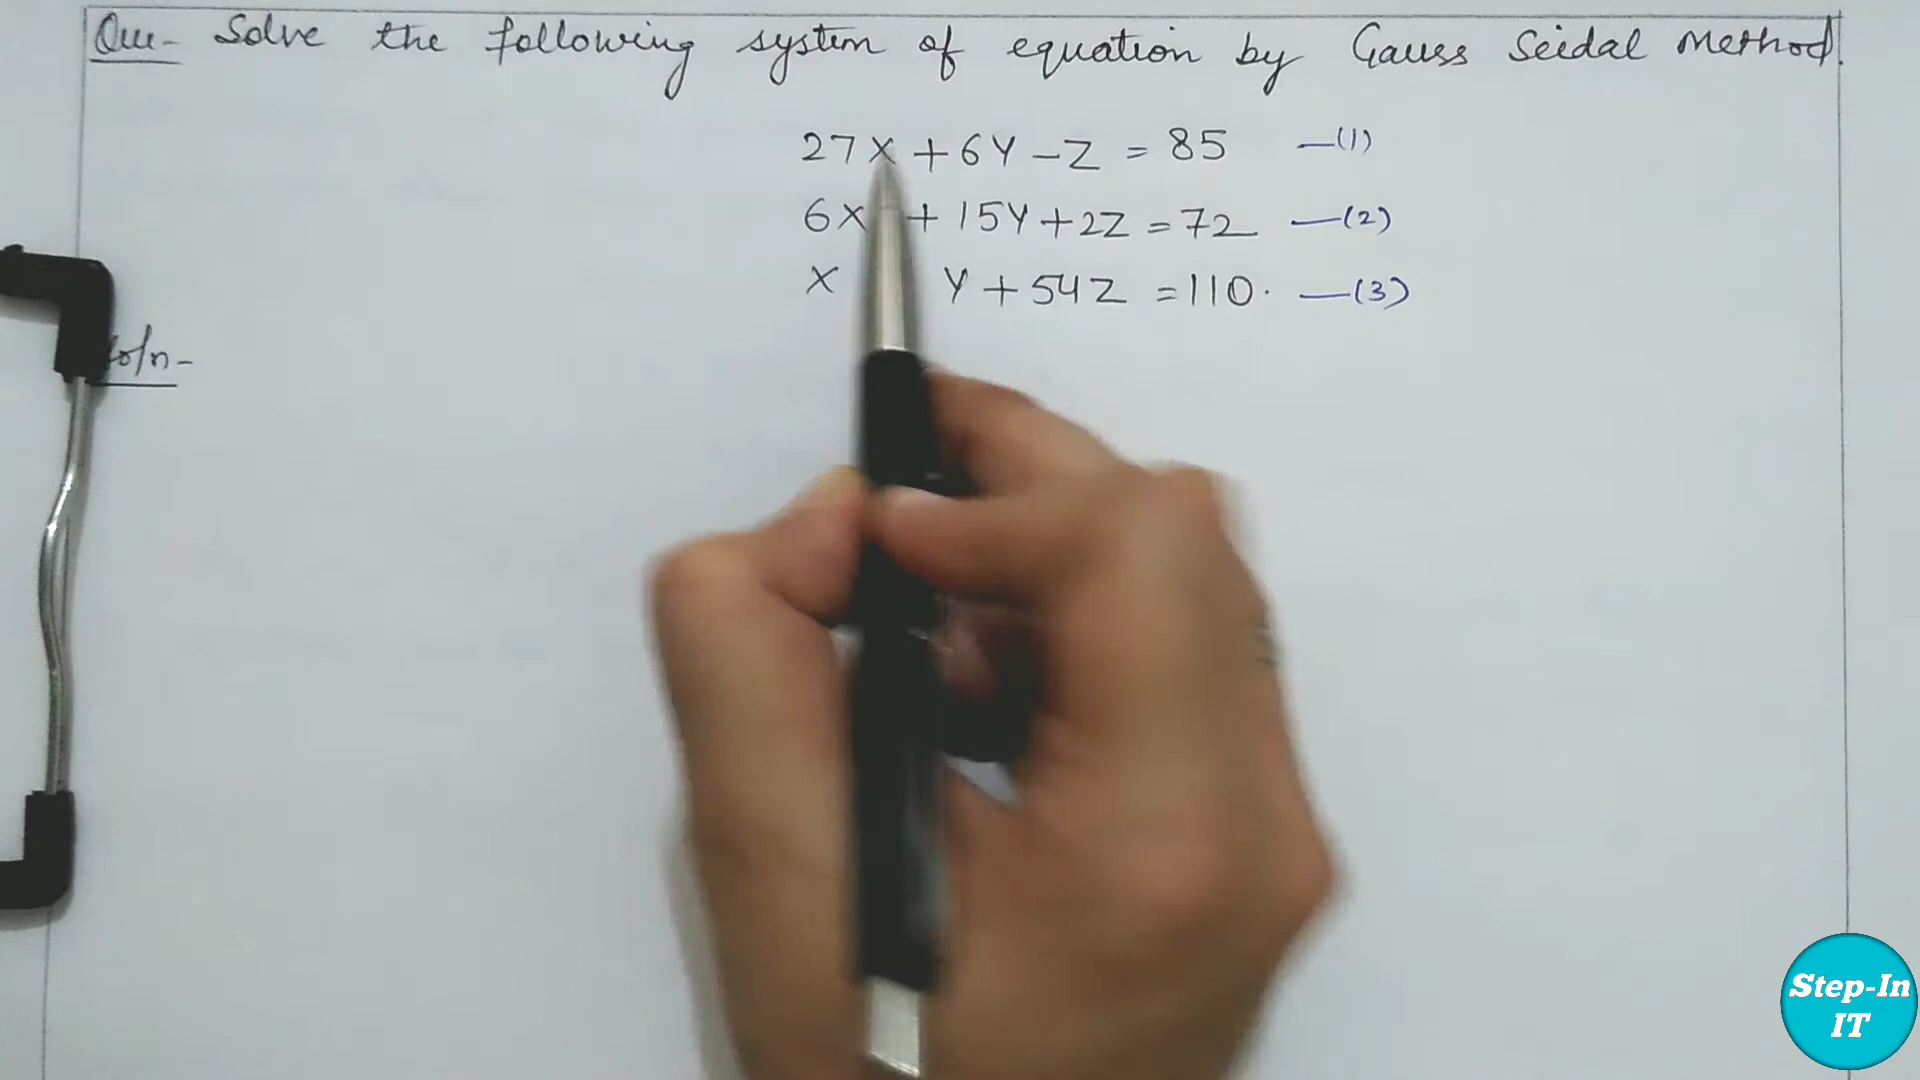 Que- Solve the following system of equation by Gauss Seidal Method.
27X + 6Y - Z = 85 —(1)
6X + 15Y + 2Z = 72 —(2)
X Y + 54Z = 110. —(3)
Soln-
Step-In
IT